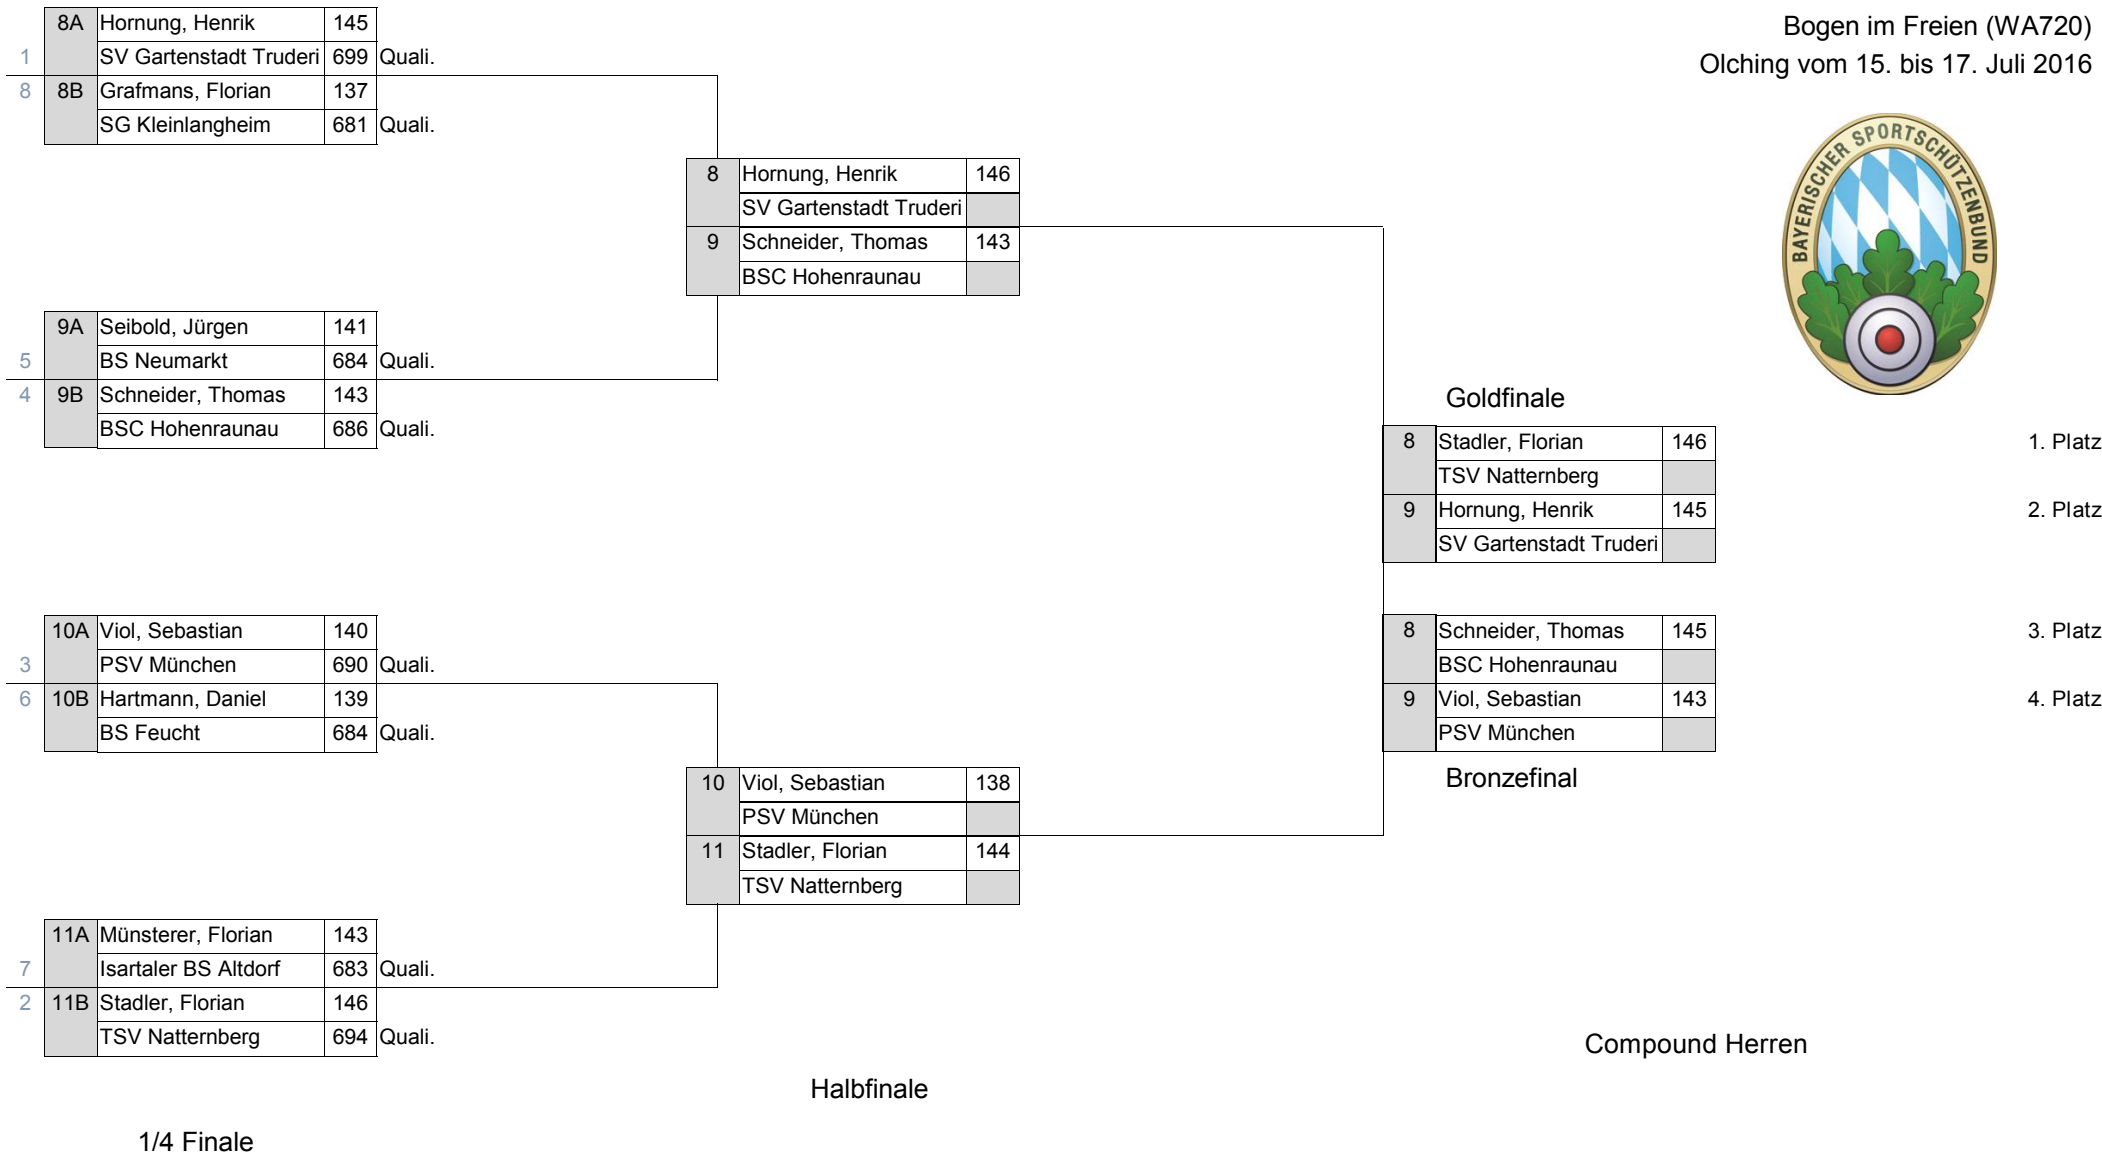 Bogen im Freien (WA720)
Olching vom 15. bis 17. Juli 2016
BAYERISCHER SPORTSCHÜTZENBUND
8A Hornung, Henrik 145
1 SV Gartenstadt Truderi 699 Quali.
8 8B Grafmans, Florian 137
SG Kleinlangheim 681 Quali.
9A Seibold, Jürgen 141
5 BS Neumarkt 684 Quali.
4 9B Schneider, Thomas 143
BSC Hohenraunau 686 Quali.
10A Viol, Sebastian 140
3 PSV München 690 Quali.
6 10B Hartmann, Daniel 139
BS Feucht 684 Quali.
11A Münsterer, Florian 143
7 Isartaler BS Altdorf 683 Quali.
2 11B Stadler, Florian 146
TSV Natternberg 694 Quali.
1/4 Finale
8 Hornung, Henrik 146
SV Gartenstadt Truderi
9 Schneider, Thomas 143
BSC Hohenraunau
10 Viol, Sebastian 138
PSV München
11 Stadler, Florian 144
TSV Natternberg
Halbfinale
Goldfinale
8 Stadler, Florian 146 1. Platz
TSV Natternberg
9 Hornung, Henrik 145 2. Platz
SV Gartenstadt Truderi
8 Schneider, Thomas 145 3. Platz
BSC Hohenraunau
9 Viol, Sebastian 143 4. Platz
PSV München
Bronzefinal
Compound Herren